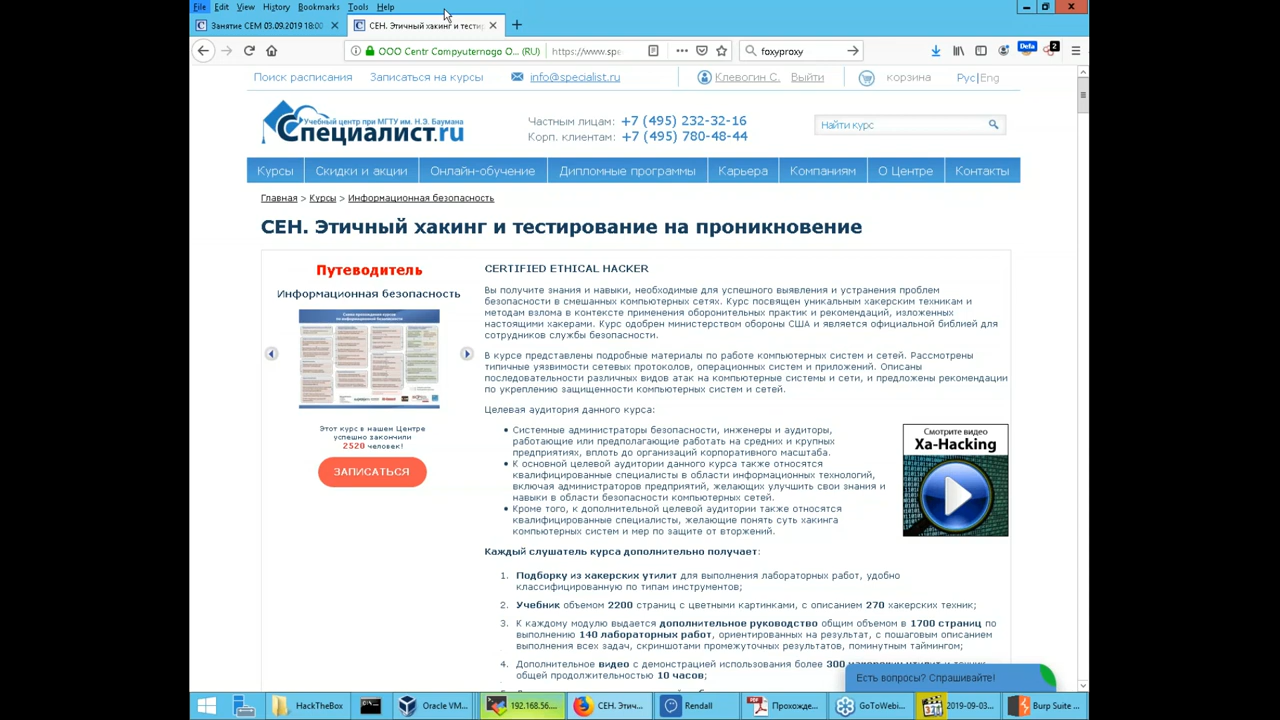 File Edit View History Bookmarks Tools Help
Занятие СЕМ 03.09.2019 18:00
СЕН. Этичный хакинг и тести
ООО Centr Compyuternogo O... (RU)
https://www.spe
foxyproxy
Defa
2
Поиск расписания
Записаться на курсы
info@specialist.ru
Клевогин С.
Выйти
корзина
Рус|Eng
Учебный центр при МГТУ им. Н.Э. Баумана
Специалист.ru
Частным лицам: +7 (495) 232-32-16
Корп. клиентам: +7 (495) 780-48-44
Найти курс
Курсы
Скидки и акции
Онлайн-обучение
Дипломные программы
Карьера
Компаниям
О Центре
Контакты
Главная > Курсы > Информационная безопасность
СЕН. Этичный хакинг и тестирование на проникновение
Путеводитель
Информационная безопасность
Этот курс в нашем Центре
успешно закончили
2520 человек!
ЗАПИСАТЬСЯ
CERTIFIED ETHICAL HACKER
Вы получите знания и навыки, необходимые для успешного выявления и устранения проблем
безопасности в смешанных компьютерных сетях. Курс посвящен уникальным хакерским техникам и
методам взлома в контексте применения оборонительных практик и рекомендаций, изложенных
настоящими хакерами. Курс одобрен министерством обороны США и является официальной библией для
сотрудников службы безопасности.
В курсе представлены подробные материалы по работе компьютерных систем и сетей. Рассмотрены
типичные уязвимости сетевых протоколов, операционных систем и приложений. Описаны
последовательности различных видов атак на компьютерные системы и сети, и предложены рекомендации
по укреплению защищенности компьютерных систем и сетей.
Целевая аудитория данного курса:
Системные администраторы безопасности, инженеры и аудиторы,
работающие или предполагающие работать на средних и крупных
предприятиях, вплоть до организаций корпоративного масштаба.
К основной целевой аудитории данного курса также относятся
квалифицированные специалисты в области информационных технологий,
включая администраторов предприятий, желающих улучшить свои знания и
навыки в области безопасности компьютерных сетей.
Кроме того, к дополнительной целевой аудитории также относятся
квалифицированные специалисты, желающие понять суть хакинга
компьютерных систем и мер по защите от вторжений.
Смотрите видео
Xa-Hacking
Каждый слушатель курса дополнительно получает:
1. Подборку из хакерских утилит для выполнения лабораторных работ, удобно
классифицированную по типам инструментов;
2. Учебник объемом 2200 страниц с цветными картинками, с описанием 270 хакерских техник;
3. К каждому модулю выдается дополнительное руководство общим объемом в 1700 страниц по
выполнению 140 лабораторных работ, ориентированных на результат, с пошаговым описанием
выполнения всех задач, скриншотами промежуточных результатов, поминутным таймингом;
4. Дополнительное видео с демонстрацией использования более 300
общей продолжительностью 10 часов;
Есть вопросы? Спрашивайте!
HackTheBox
Oracle VM...
192.168.56...
СЕН. Этич...
Rendall
Прохожде...
GoToWebi...
2019-09-03...
Burp Suite ...